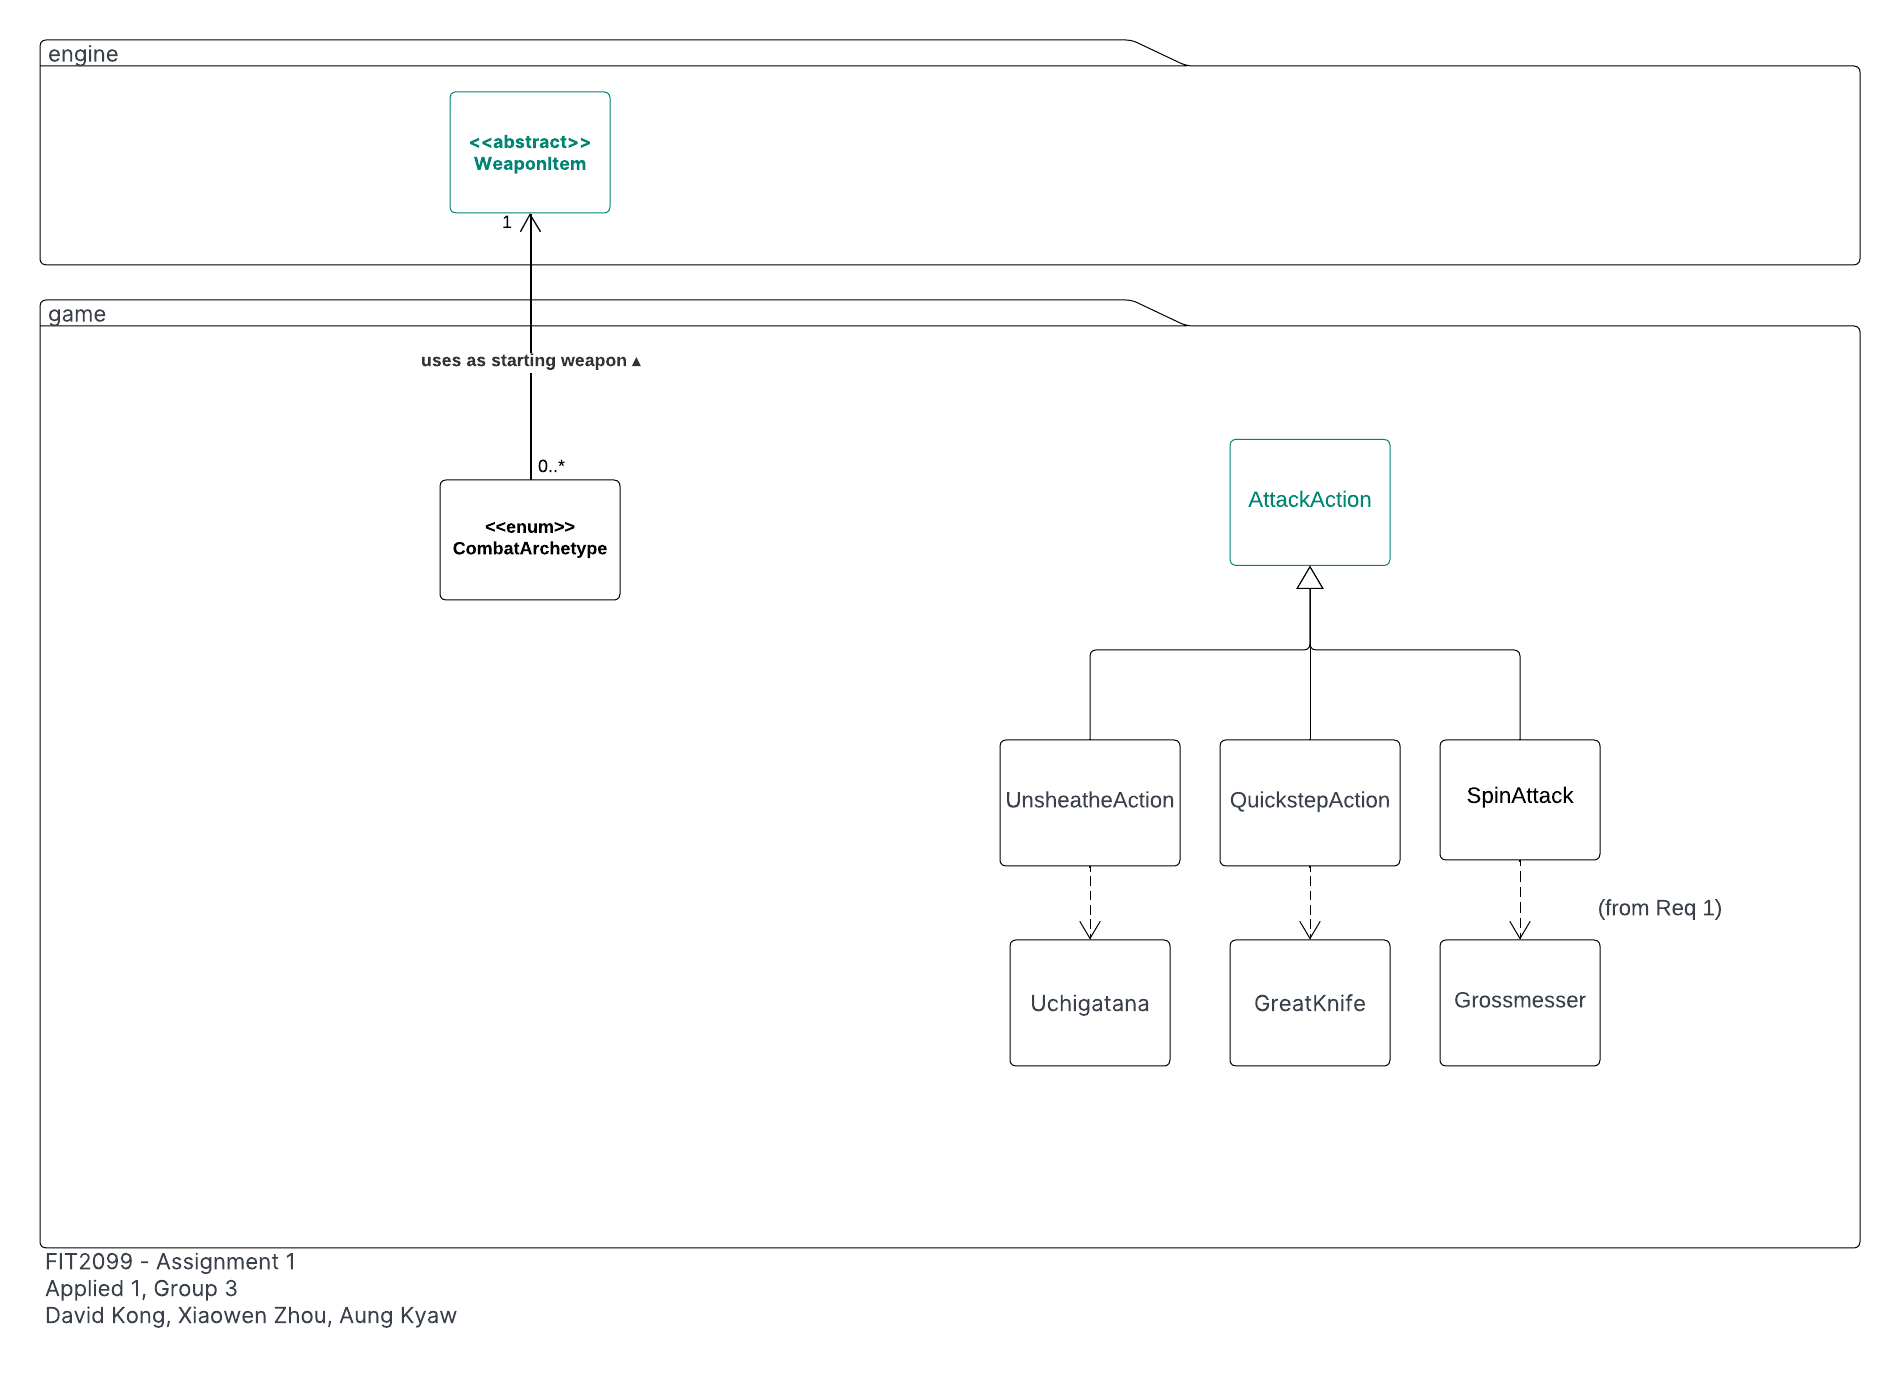 engine
<<abstract>>
WeaponItem
1
game
uses as starting weapon ▲
0..*
<<enum>>
CombatArchetype
AttackAction
UnsheatheAction
QuickstepAction
SpinAttack
(from Req 1)
Uchigatana
GreatKnife
Grossmesser
FIT2099 - Assignment 1
Applied 1, Group 3
David Kong, Xiaowen Zhou, Aung Kyaw